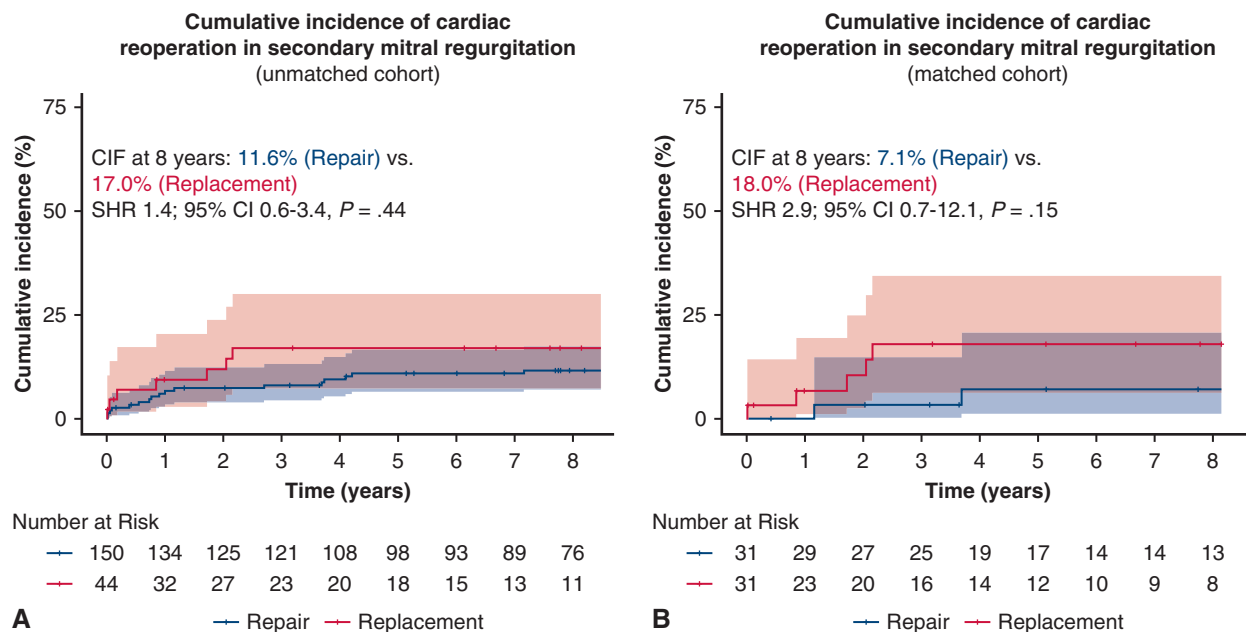 Cumulative incidence of cardiac
reoperation in secondary mitral regurgitation
(unmatched cohort)
Cumulative incidence (%)
75
50
25
0
CIF at 8 years: 11.6% (Repair) vs.
17.0% (Replacement)
SHR 1.4; 95% CI 0.6-3.4, P = .44
0 1 2 3 4 5 6 7 8
Time (years)
Number at Risk
150 134 125 121 108 98 93 89 76
44 32 27 23 20 18 15 13 11
A
Repair Replacement
Cumulative incidence of cardiac
reoperation in secondary mitral regurgitation
(matched cohort)
Cumulative incidence (%)
75
50
25
0
CIF at 8 years: 7.1% (Repair) vs.
18.0% (Replacement)
SHR 2.9; 95% CI 0.7-12.1, P = .15
0 1 2 3 4 5 6 7 8
Time (years)
Number at Risk
31 29 27 25 19 17 14 14 13
31 23 20 16 14 12 10 9 8
B
Repair Replacement